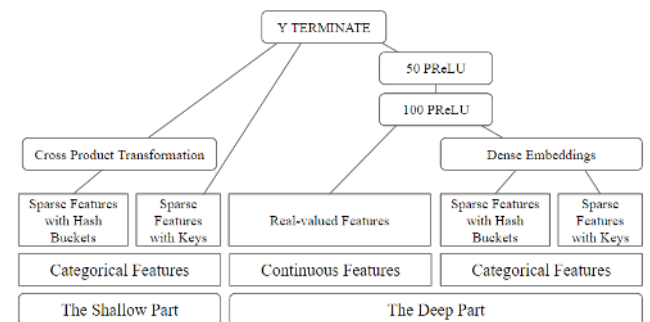 Y TERMINATE
50 PReLU
100 PReLU
Cross Product Transformation
Dense Embeddings
Sparse Features
with Hash
Buckets
Sparse
Features
with Keys
Real-valued Features
Sparse Features
with Hash
Buckets
Sparse
Features
with Keys
Categorical Features
Continuous Features
Categorical Features
The Shallow Part
The Deep Part